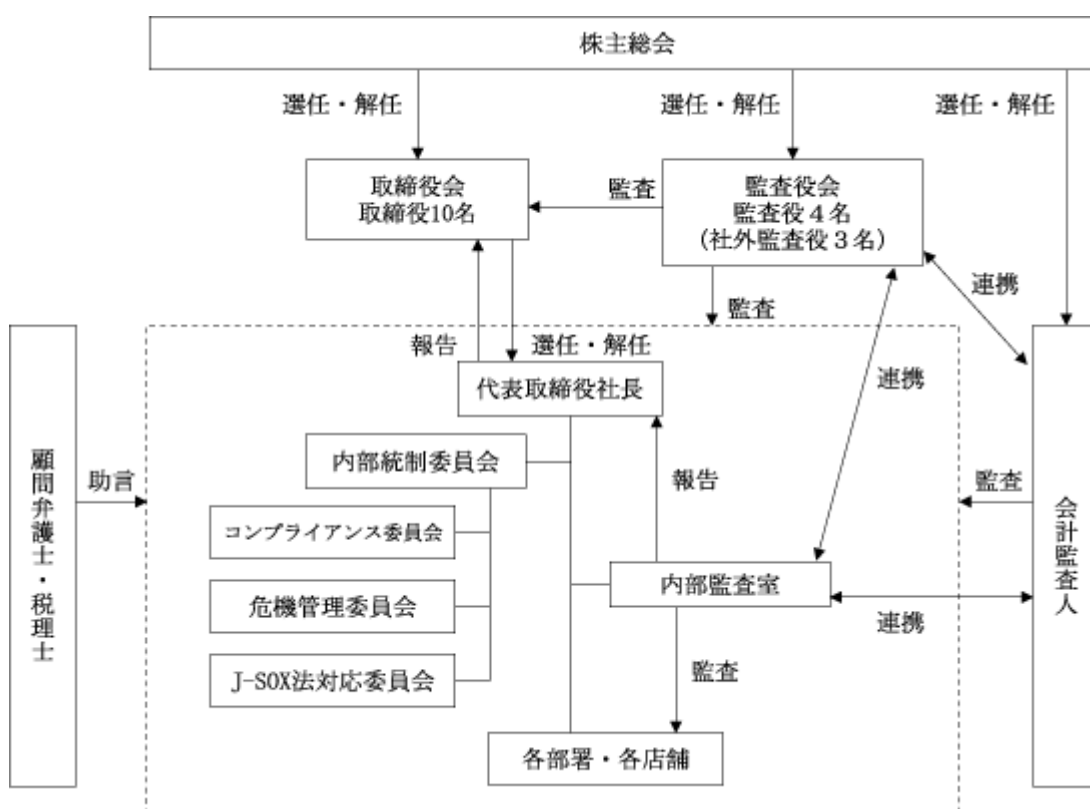 株主総会
選任・解任
選任・解任
選任・解任
取締役会
取締役10名
監査
監査役会
監査役４名
(社外監査役３名)
連携
監査
報告
選任・解任
代表取締役社長
連携
内部統制委員会
報告
顧問弁護士・税理士
助言
監査
会計監査人
コンプライアンス委員会
内部監査室
危機管理委員会
連携
J-SOX法対応委員会
監査
各部署・各店舗